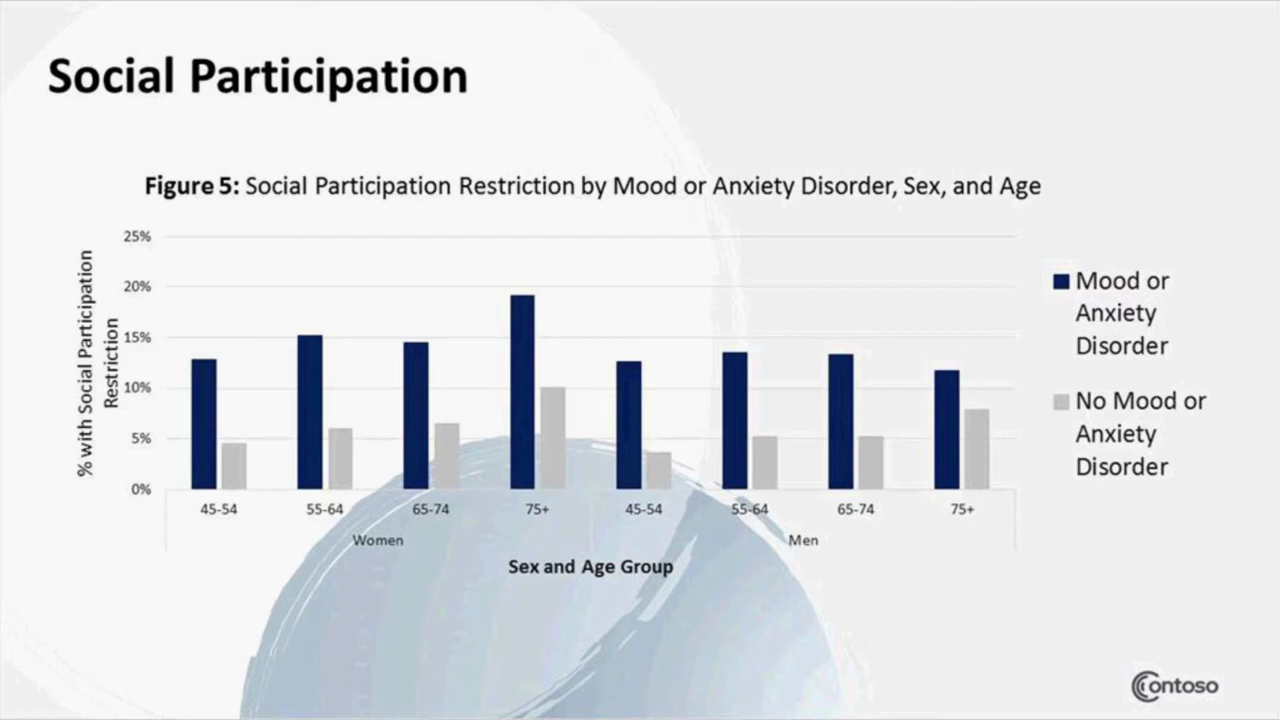 Social Participation
Figure 5: Social Participation Restriction by Mood or Anxiety Disorder, Sex, and Age
% with Social Participation
Restriction
25%
20%
15%
10%
5%
0%
45-54
55-64
65-74
75+
45-54
55-64
65-74
75+
Women
Men
Sex and Age Group
Mood or
Anxiety
Disorder
No Mood or
Anxiety
Disorder
Contoso